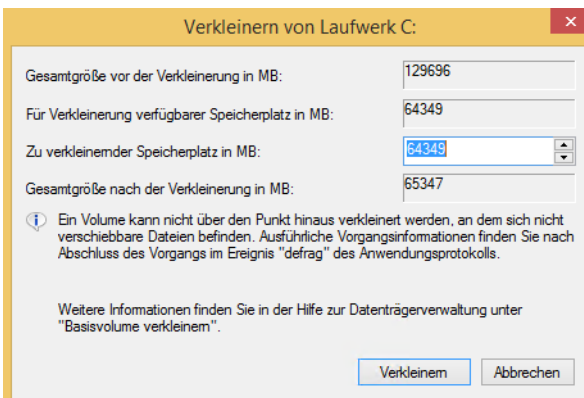 Verkleinern von Laufwerk C:
Gesamtgröße vor der Verkleinerung in MB: 129696
Für Verkleinerung verfügbarer Speicherplatz in MB: 64349
Zu verkleinernder Speicherplatz in MB: 64349
Gesamtgröße nach der Verkleinerung in MB: 65347
Ein Volume kann nicht über den Punkt hinaus verkleinert werden, an dem sich nicht
verschiebbare Dateien befinden. Ausführliche Vorgangsinformationen finden Sie nach
Abschluss des Vorgangs im Ereignis "defrag" des Anwendungsprotokolls.
Weitere Informationen finden Sie in der Hilfe zur Datenträgerverwaltung unter
"Basisvolume verkleinern".
Verkleinern Abbrechen